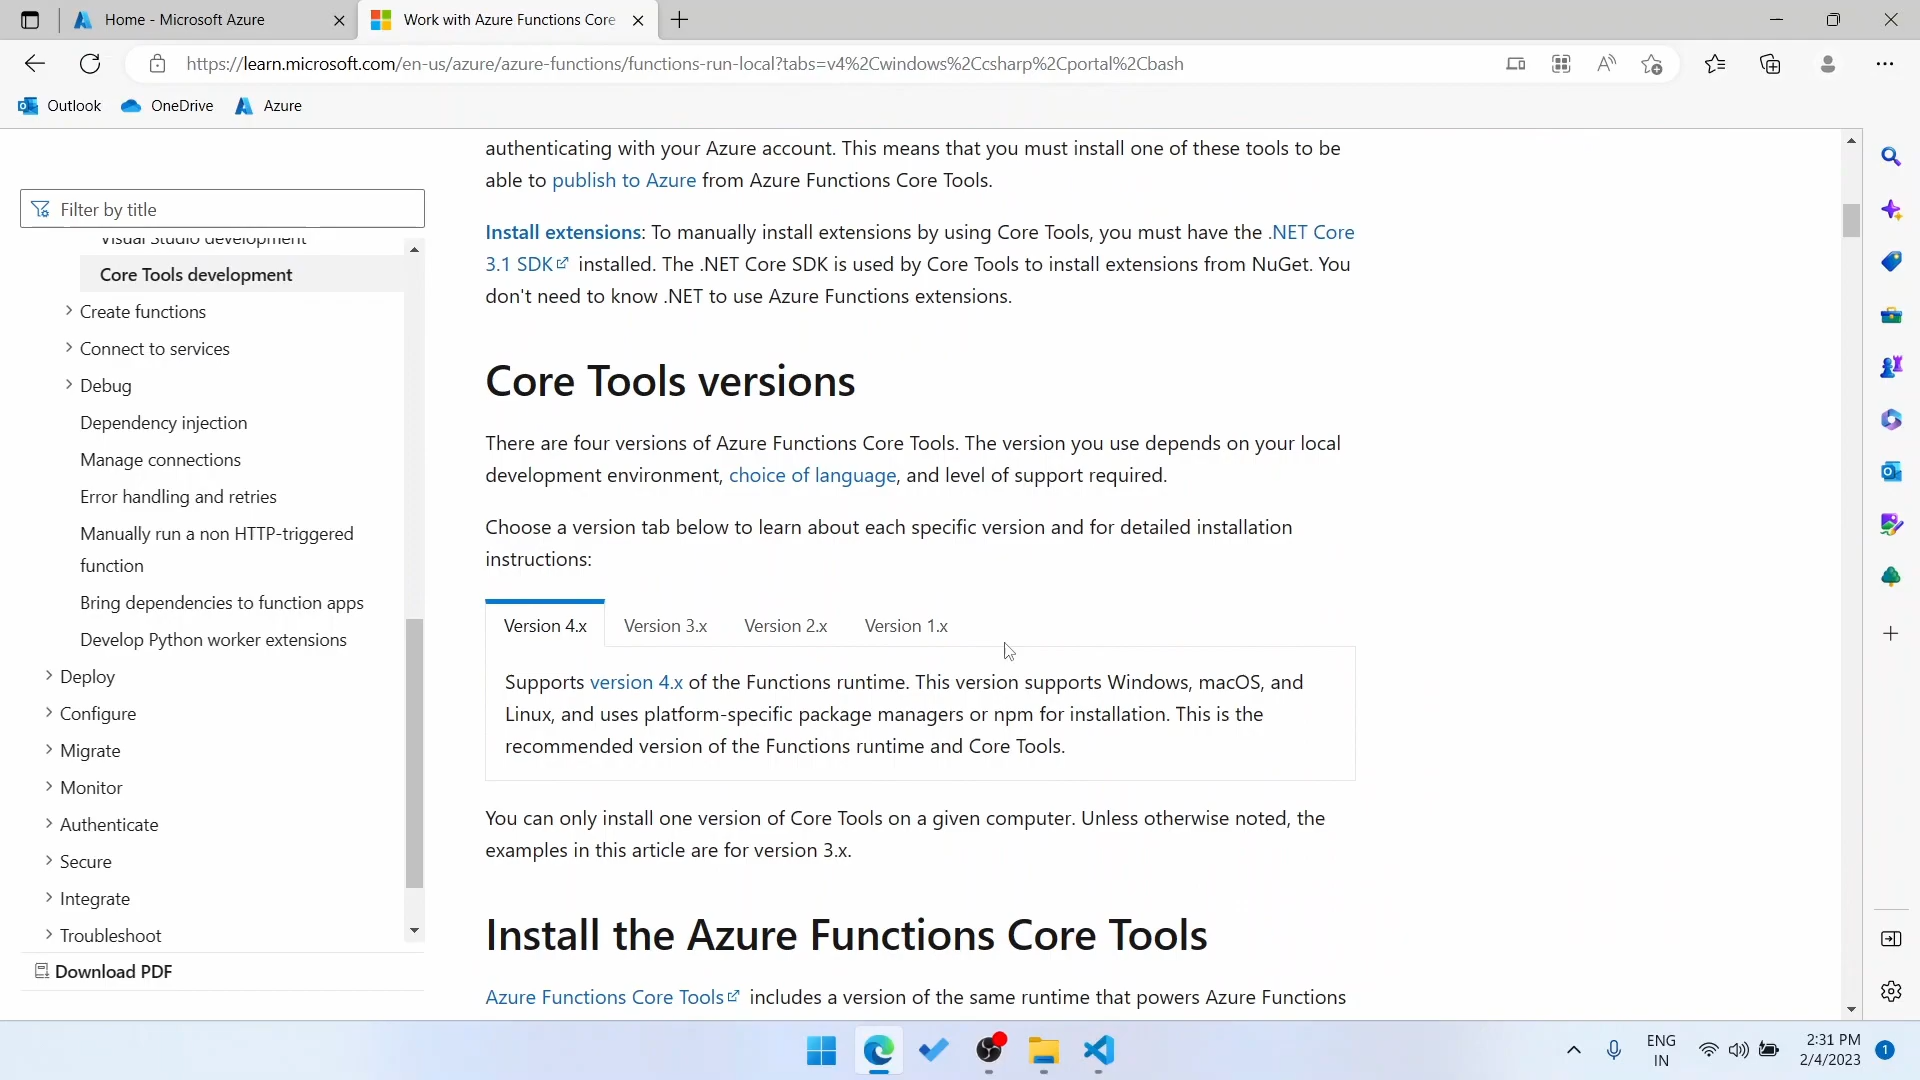 Home - Microsoft Azure
Work with Azure Functions Core
https://learn.microsoft.com/en-us/azure/azure-functions/functions-run-local?tabs=v4%2Cwindows%2Ccsharp%2Cportal%2Cbash
Outlook
OneDrive
Azure
Filter by title
Visual Studio development
Core Tools development
Create functions
Connect to services
Debug
Dependency injection
Manage connections
Error handling and retries
Manually run a non HTTP-triggered
function
Bring dependencies to function apps
Develop Python worker extensions
Deploy
Configure
Migrate
Monitor
Authenticate
Secure
Integrate
Troubleshoot
Download PDF
authenticating with your Azure account. This means that you must install one of these tools to be
able to publish to Azure from Azure Functions Core Tools.
Install extensions: To manually install extensions by using Core Tools, you must have the .NET Core
3.1 SDK installed. The .NET Core SDK is used by Core Tools to install extensions from NuGet. You
don't need to know .NET to use Azure Functions extensions.
Core Tools versions
There are four versions of Azure Functions Core Tools. The version you use depends on your local
development environment, choice of language, and level of support required.
Choose a version tab below to learn about each specific version and for detailed installation
instructions:
Version 4.x Version 3.x Version 2.x Version 1.x
Supports version 4.x of the Functions runtime. This version supports Windows, macOS, and
Linux, and uses platform-specific package managers or npm for installation. This is the
recommended version of the Functions runtime and Core Tools.
You can only install one version of Core Tools on a given computer. Unless otherwise noted, the
examples in this article are for version 3.x.
Install the Azure Functions Core Tools
Azure Functions Core Tools includes a version of the same runtime that powers Azure Functions
ENG
IN
2:31 PM
2/4/2023
1